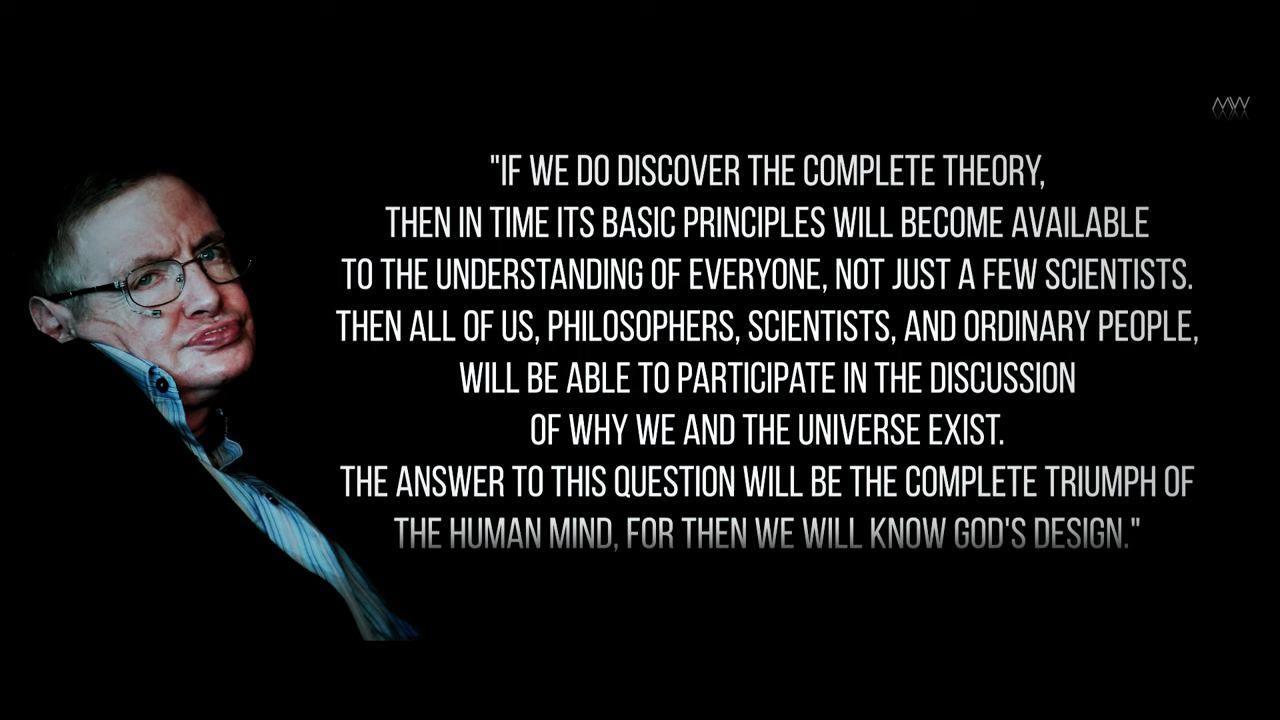 MW
"IF WE DO DISCOVER THE COMPLETE THEORY,
THEN IN TIME ITS BASIC PRINCIPLES WILL BECOME AVAILABLE
TO THE UNDERSTANDING OF EVERYONE, NOT JUST A FEW SCIENTISTS.
THEN ALL OF US, PHILOSOPHERS, SCIENTISTS, AND ORDINARY PEOPLE,
WILL BE ABLE TO PARTICIPATE IN THE DISCUSSION
OF WHY WE AND THE UNIVERSE EXIST.
THE ANSWER TO THIS QUESTION WILL BE THE COMPLETE TRIUMPH OF
THE HUMAN MIND, FOR THEN WE WILL KNOW GOD'S DESIGN."